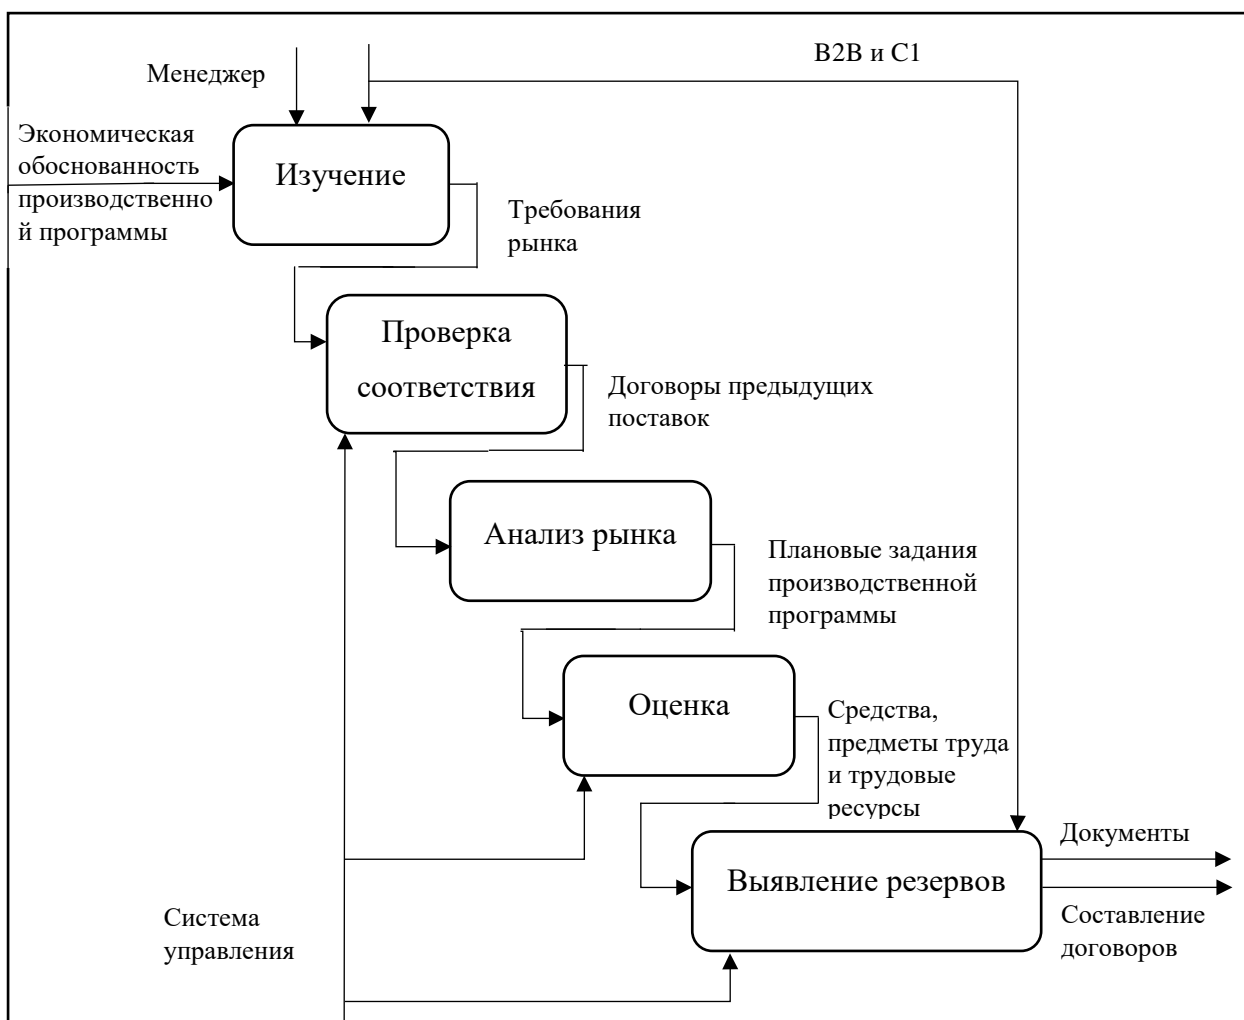 B2B и C1
Менеджер
Экономическая
обоснованность
производственно
й программы
Изучение
Требования
рынка
Проверка
соответствия
Договоры предыдущих
поставок
Анализ рынка
Плановые задания
производственной
программы
Оценка
Средства,
предметы труда
и трудовые
ресурсы
Документы
Выявление резервов
Система
управления
Составление
договоров